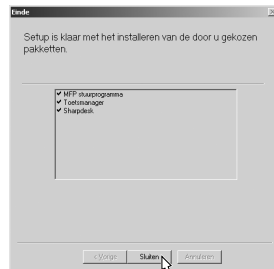 Einde
Setup is klaar met het installeren van de door u gekozen
pakketten.
MFP stuurprogramma
Toetsmanager
Sharpdesk
< Vorige
Sluiten
Annuleren